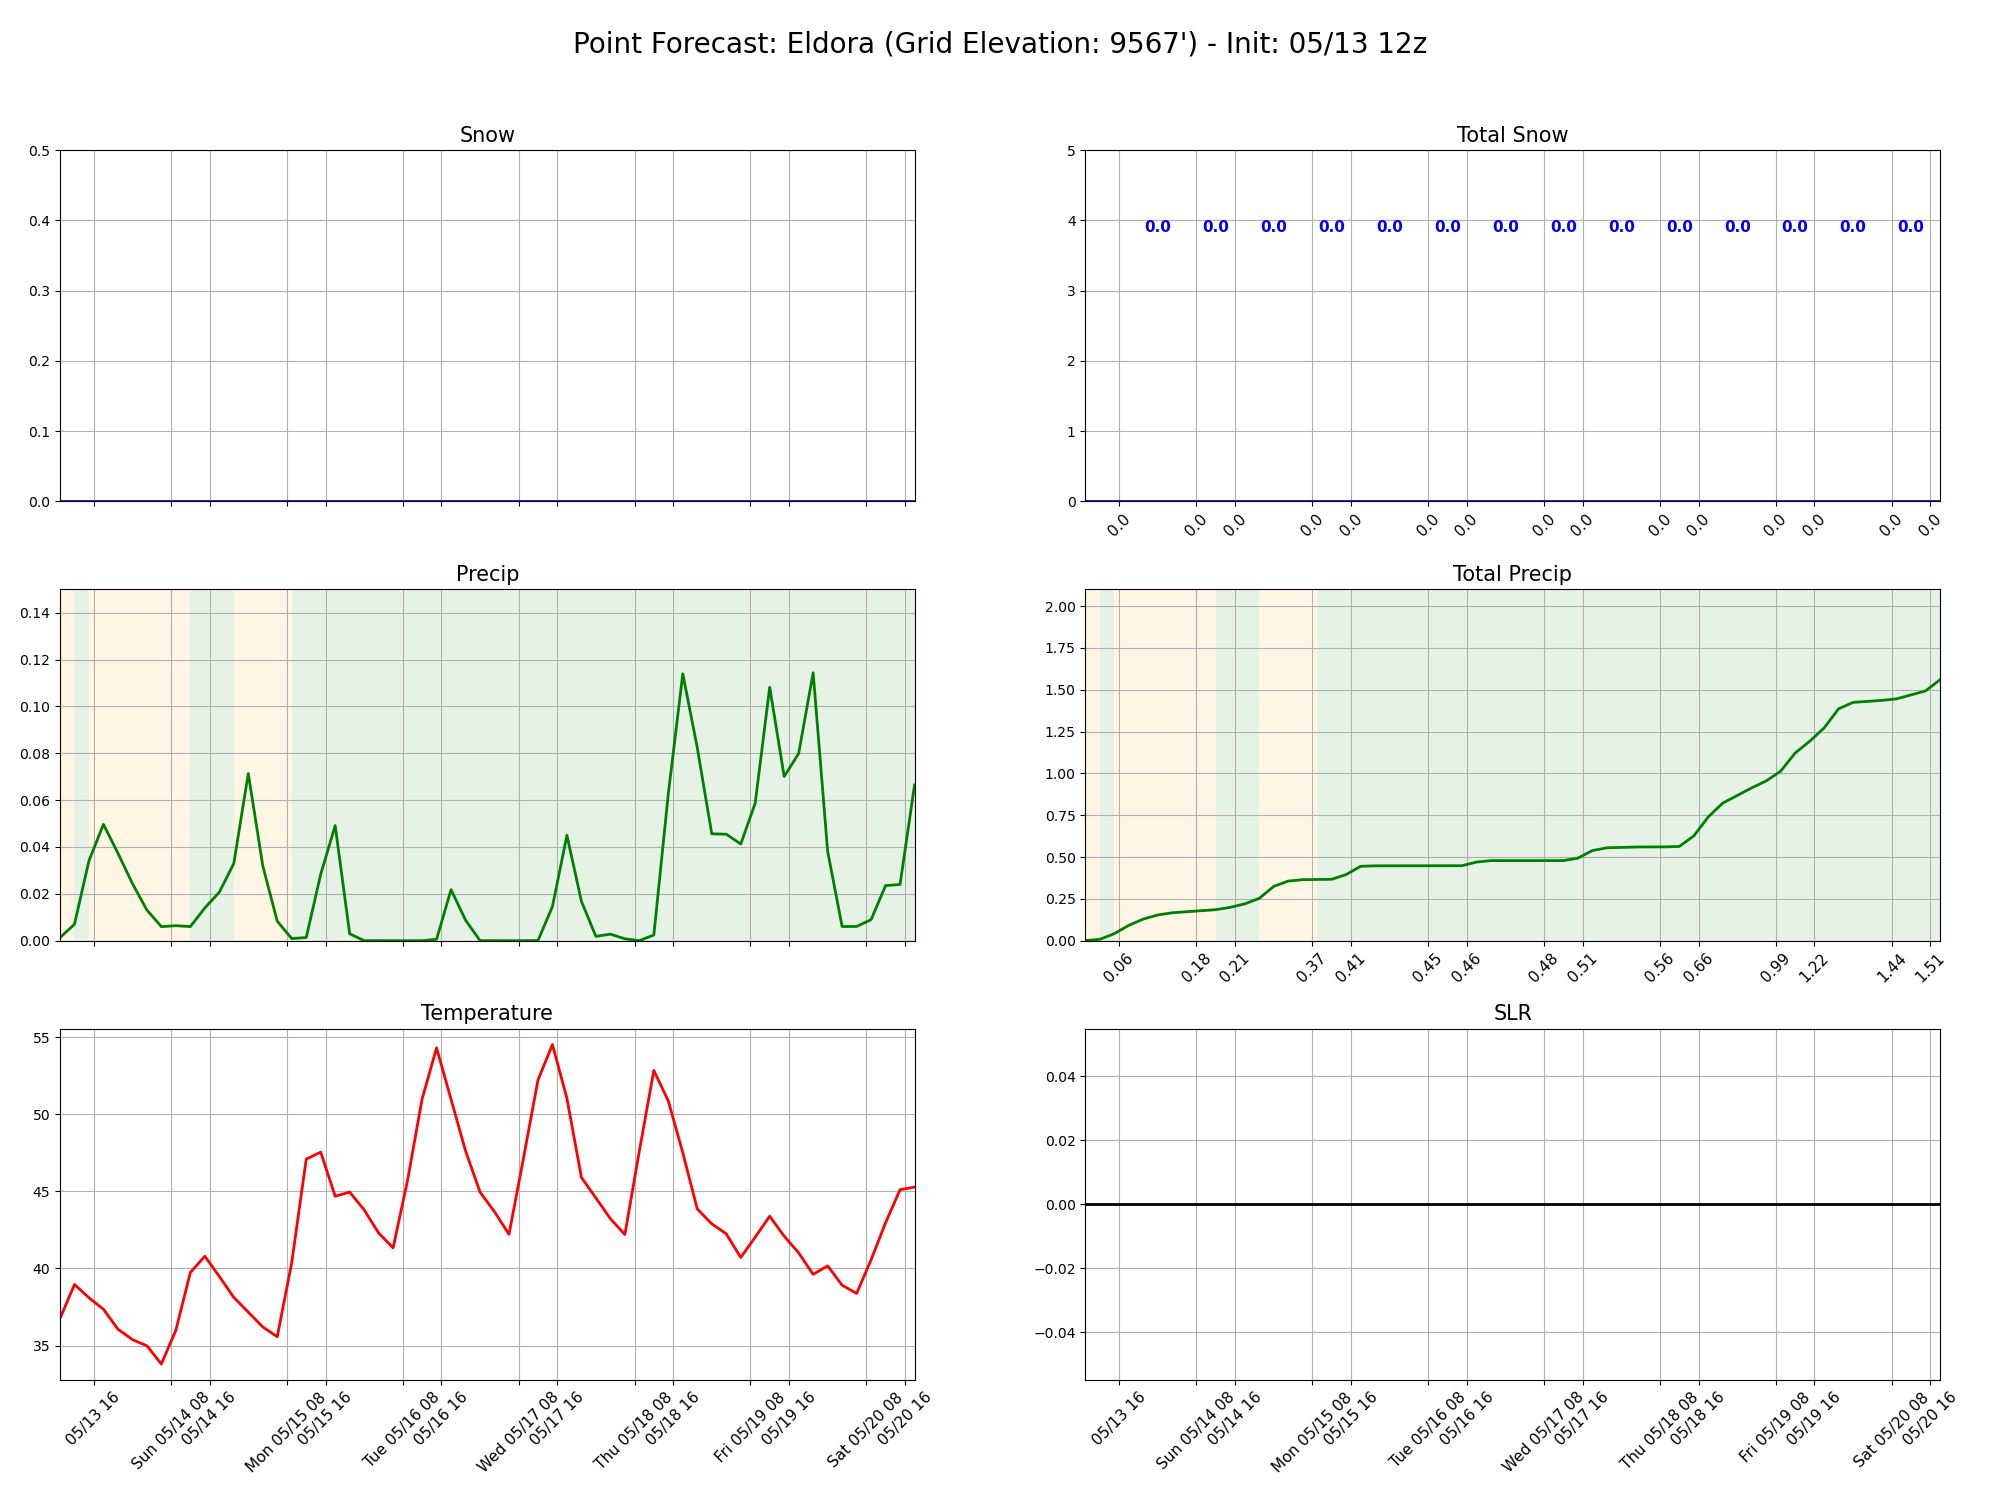 Point Forecast: Eldora (Grid Elevation: 9567') - Init: 05/13 12z
Snow
0.5
0.4
0.3
0.2
0.1
0.0
Total Snow
5
4
3
2
1
0
0.0 0.0 0.0 0.0 0.0 0.0 0.0 0.0 0.0 0.0 0.0 0.0 0.0 0.0
0.0 0.0 0.0 0.0 0.0 0.0 0.0 0.0 0.0 0.0 0.0 0.0 0.0 0.0 0.0
Precip
0.14
0.12
0.10
0.08
0.06
0.04
0.02
0.00
Total Precip
2.00
1.75
1.50
1.25
1.00
0.75
0.50
0.25
0.00
0.06 0.18 0.21 0.37 0.41 0.45 0.46 0.48 0.51 0.56 0.66 0.99 1.22 1.44 1.51
Temperature
55
50
45
40
35
05/13 16
Sun 05/14 08
05/14 16
Mon 05/15 08
05/15 16
Tue 05/16 08
05/16 16
Wed 05/17 08
05/17 16
Thu 05/18 08
05/18 16
Fri 05/19 08
05/19 16
Sat 05/20 08
05/20 16
SLR
0.04
0.02
0.00
−0.02
−0.04
05/13 16
Sun 05/14 08
05/14 16
Mon 05/15 08
05/15 16
Tue 05/16 08
05/16 16
Wed 05/17 08
05/17 16
Thu 05/18 08
05/18 16
Fri 05/19 08
05/19 16
Sat 05/20 08
05/20 16